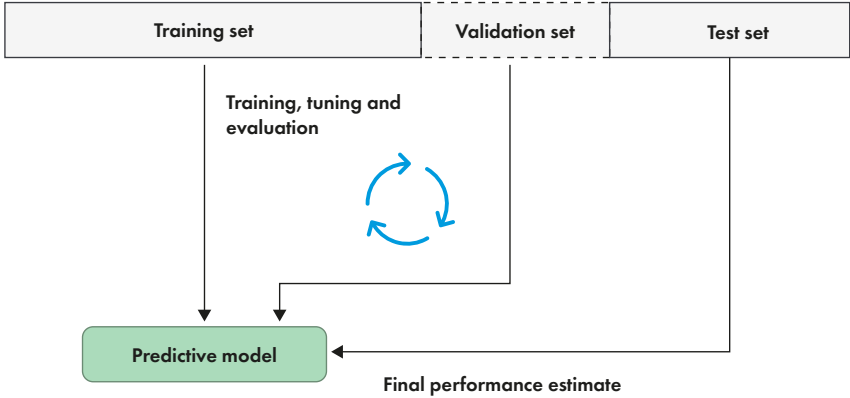 Training set
Validation set
Test set
Training, tuning and
evaluation
Predictive model
Final performance estimate